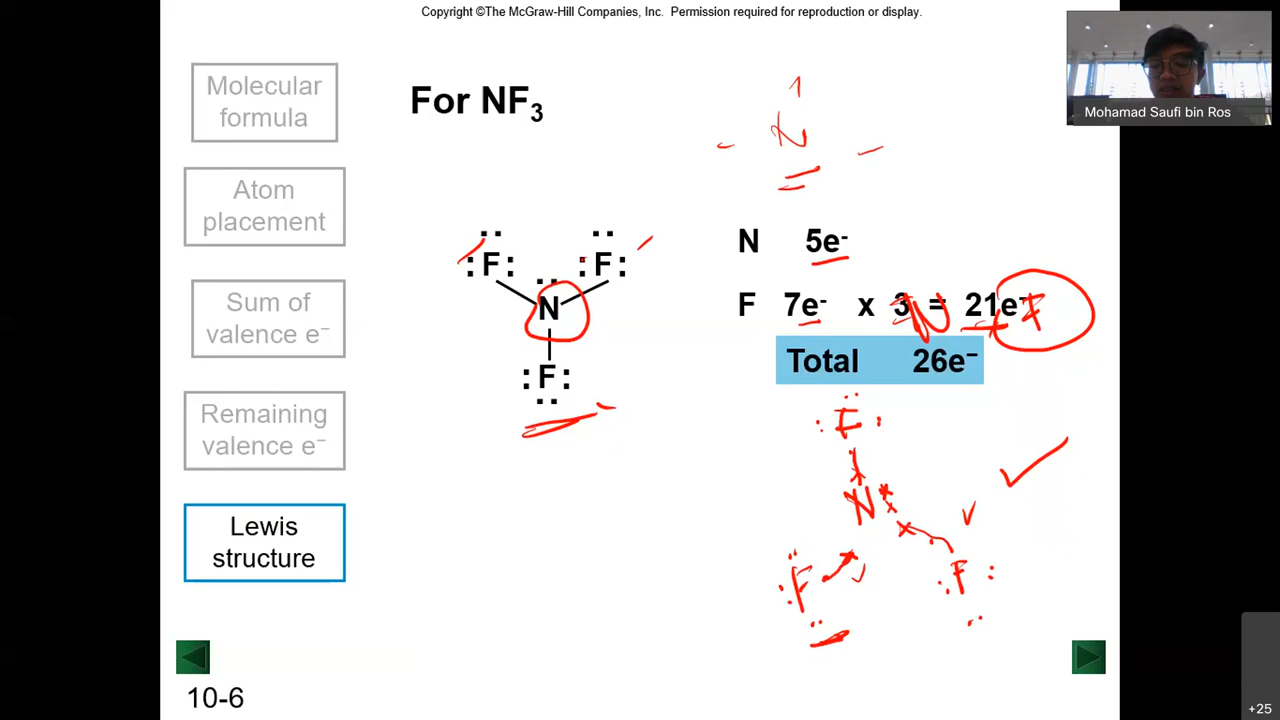 Copyright ©The McGraw-Hill Companies, Inc. Permission required for reproduction or display.
Mohamad Saufi bin Ros
Molecular
formula
Atom
placement
Sum of
valence e⁻
Remaining
valence e⁻
Lewis
structure
For NF₃
N
:F: :F:
N
:F:
N 5e⁻
F 7e⁻ x 3 = 21e⁻
N F
Total 26e⁻
:F:
N
:F :F:
10-6
+25